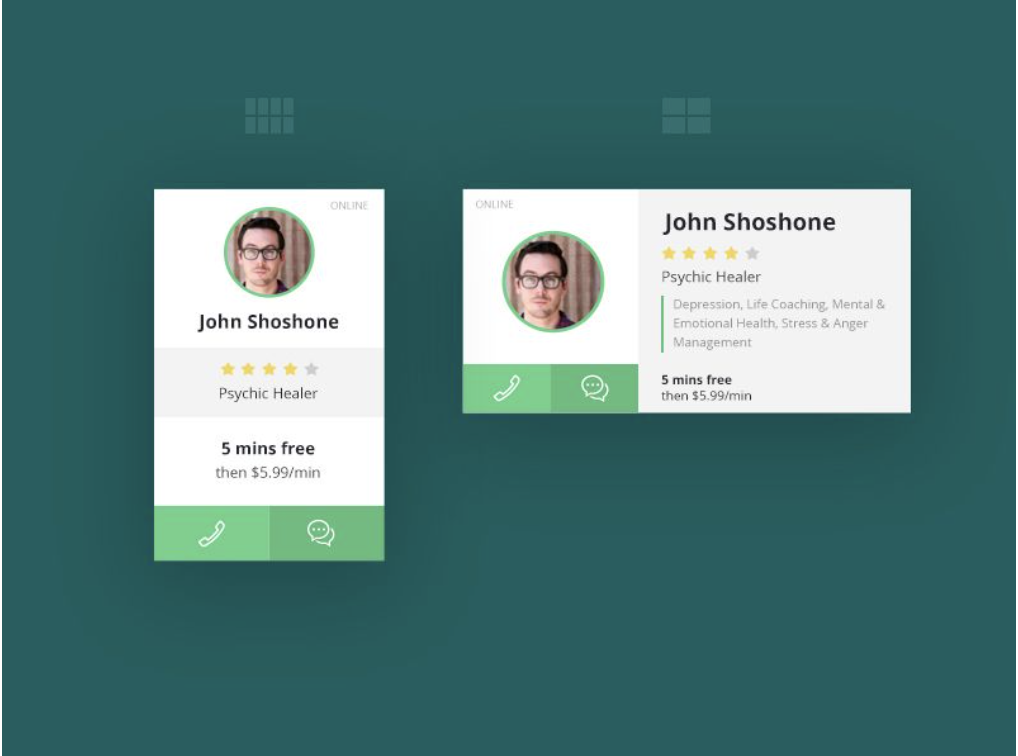 ONLINE
John Shoshone
Psychic Healer
5 mins free
then $5.99/min
ONLINE
John Shoshone
Psychic Healer
Depression, Life Coaching, Mental &
Emotional Health, Stress & Anger
Management
5 mins free
then $5.99/min